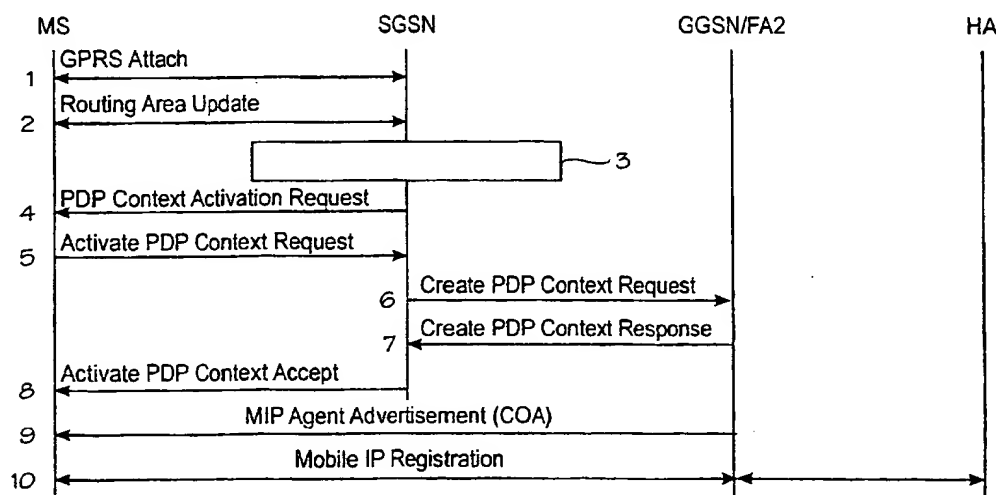 MS SGSN GGSN/FA2 HA
GPRS Attach
1
Routing Area Update
2
3
PDP Context Activation Request
4
Activate PDP Context Request
5
Create PDP Context Request
6
Create PDP Context Response
7
Activate PDP Context Accept
8
MIP Agent Advertisement (COA)
9
Mobile IP Registration
10